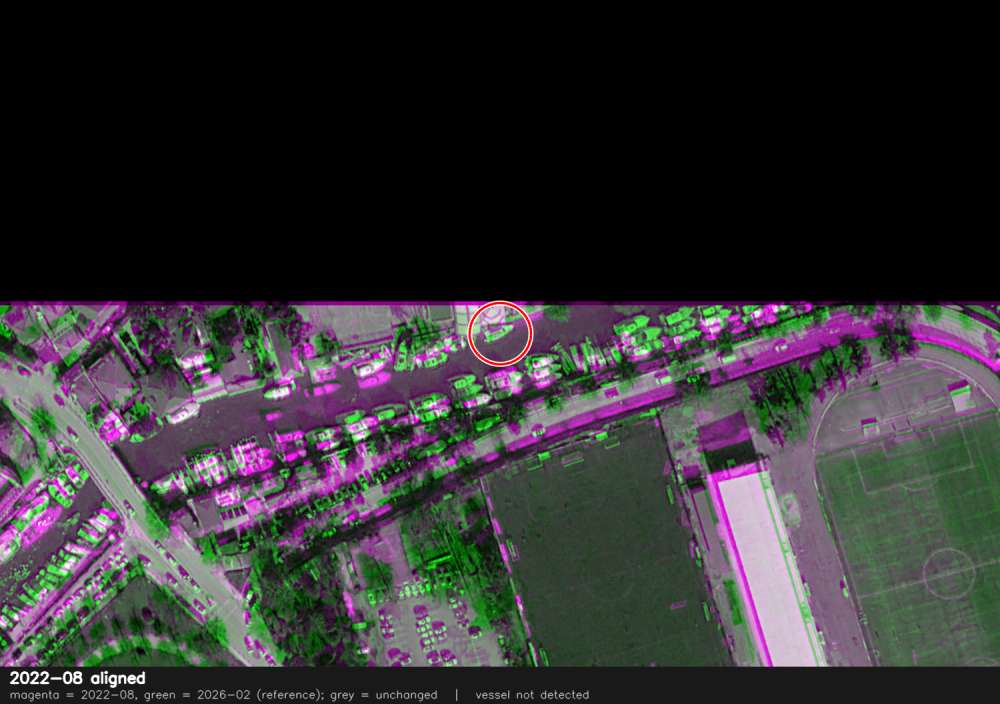 2022-08 aligned
magenta = 2022-08, green = 2026-02 (reference); grey = unchanged | vessel not detected